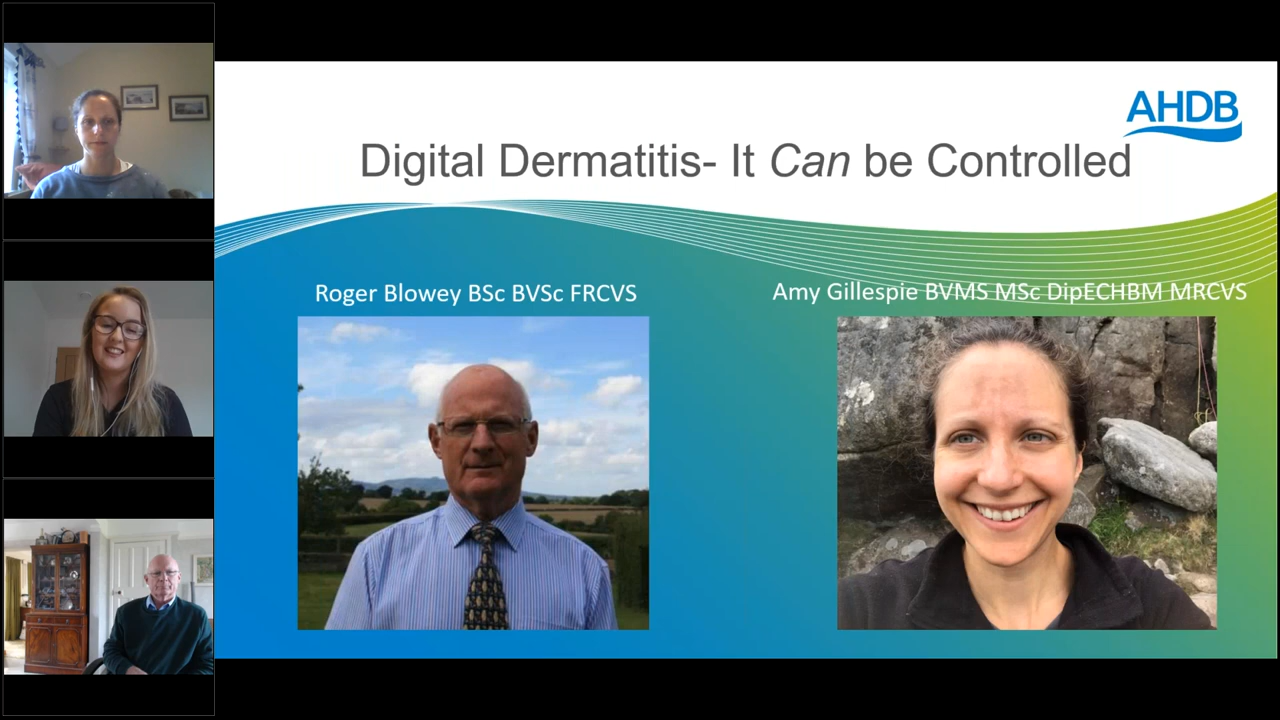 AHDB
Digital Dermatitis- It Can be Controlled
Roger Blowey BSc BVSc FRCVS
Amy Gillespie BVMS MSc DipECHBM MRCVS